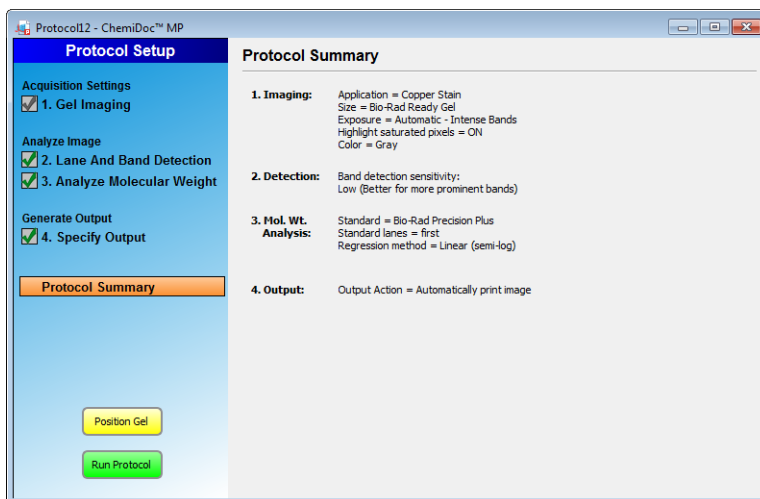 Protocol12 - ChemiDoc™ MP
Protocol Setup
Acquisition Settings
1. Gel Imaging
Analyze Image
2. Lane And Band Detection
3. Analyze Molecular Weight
Generate Output
4. Specify Output
Protocol Summary
Position Gel
Run Protocol
Protocol Summary
1. Imaging: Application = Copper Stain
Size = Bio-Rad Ready Gel
Exposure = Automatic - Intense Bands
Highlight saturated pixels = ON
Color = Gray
2. Detection: Band detection sensitivity:
Low (Better for more prominent bands)
3. Mol. Wt. Standard = Bio-Rad Precision Plus
Analysis: Standard lanes = first
Regression method = Linear (semi-log)
4. Output: Output Action = Automatically print image